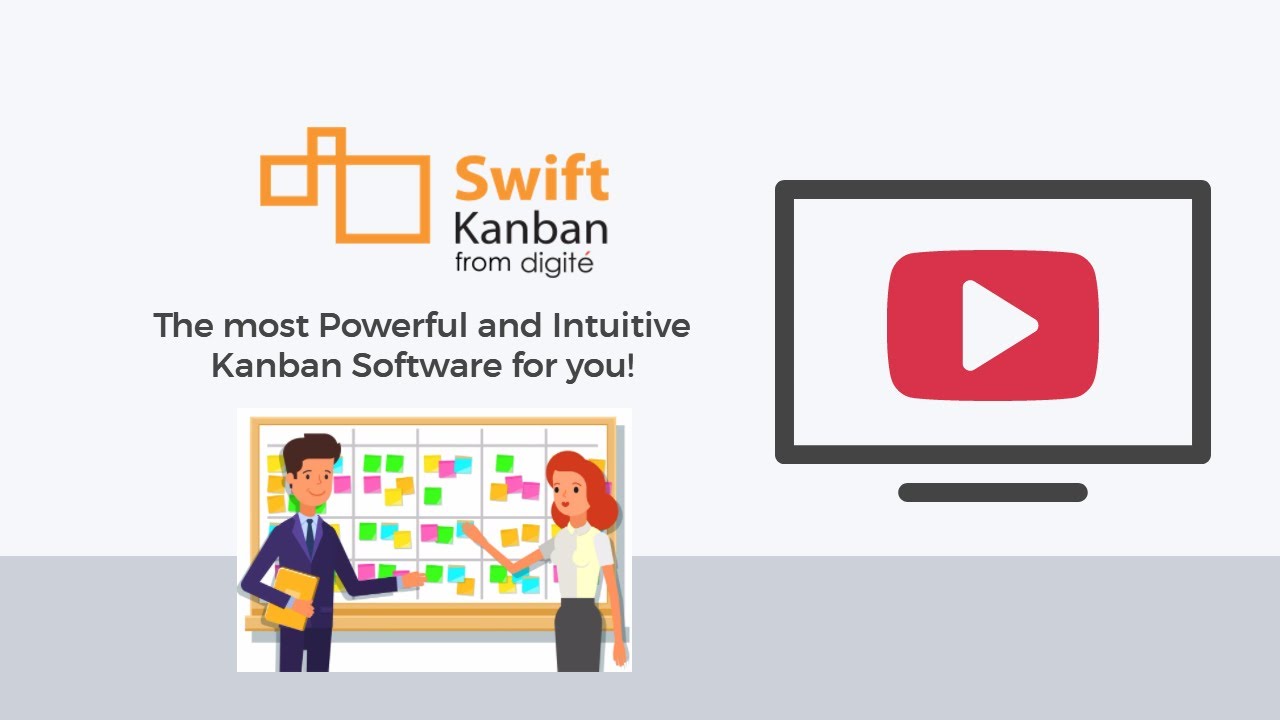 Swift
Kanban
from digité
The most Powerful and Intuitive
Kanban Software for you!